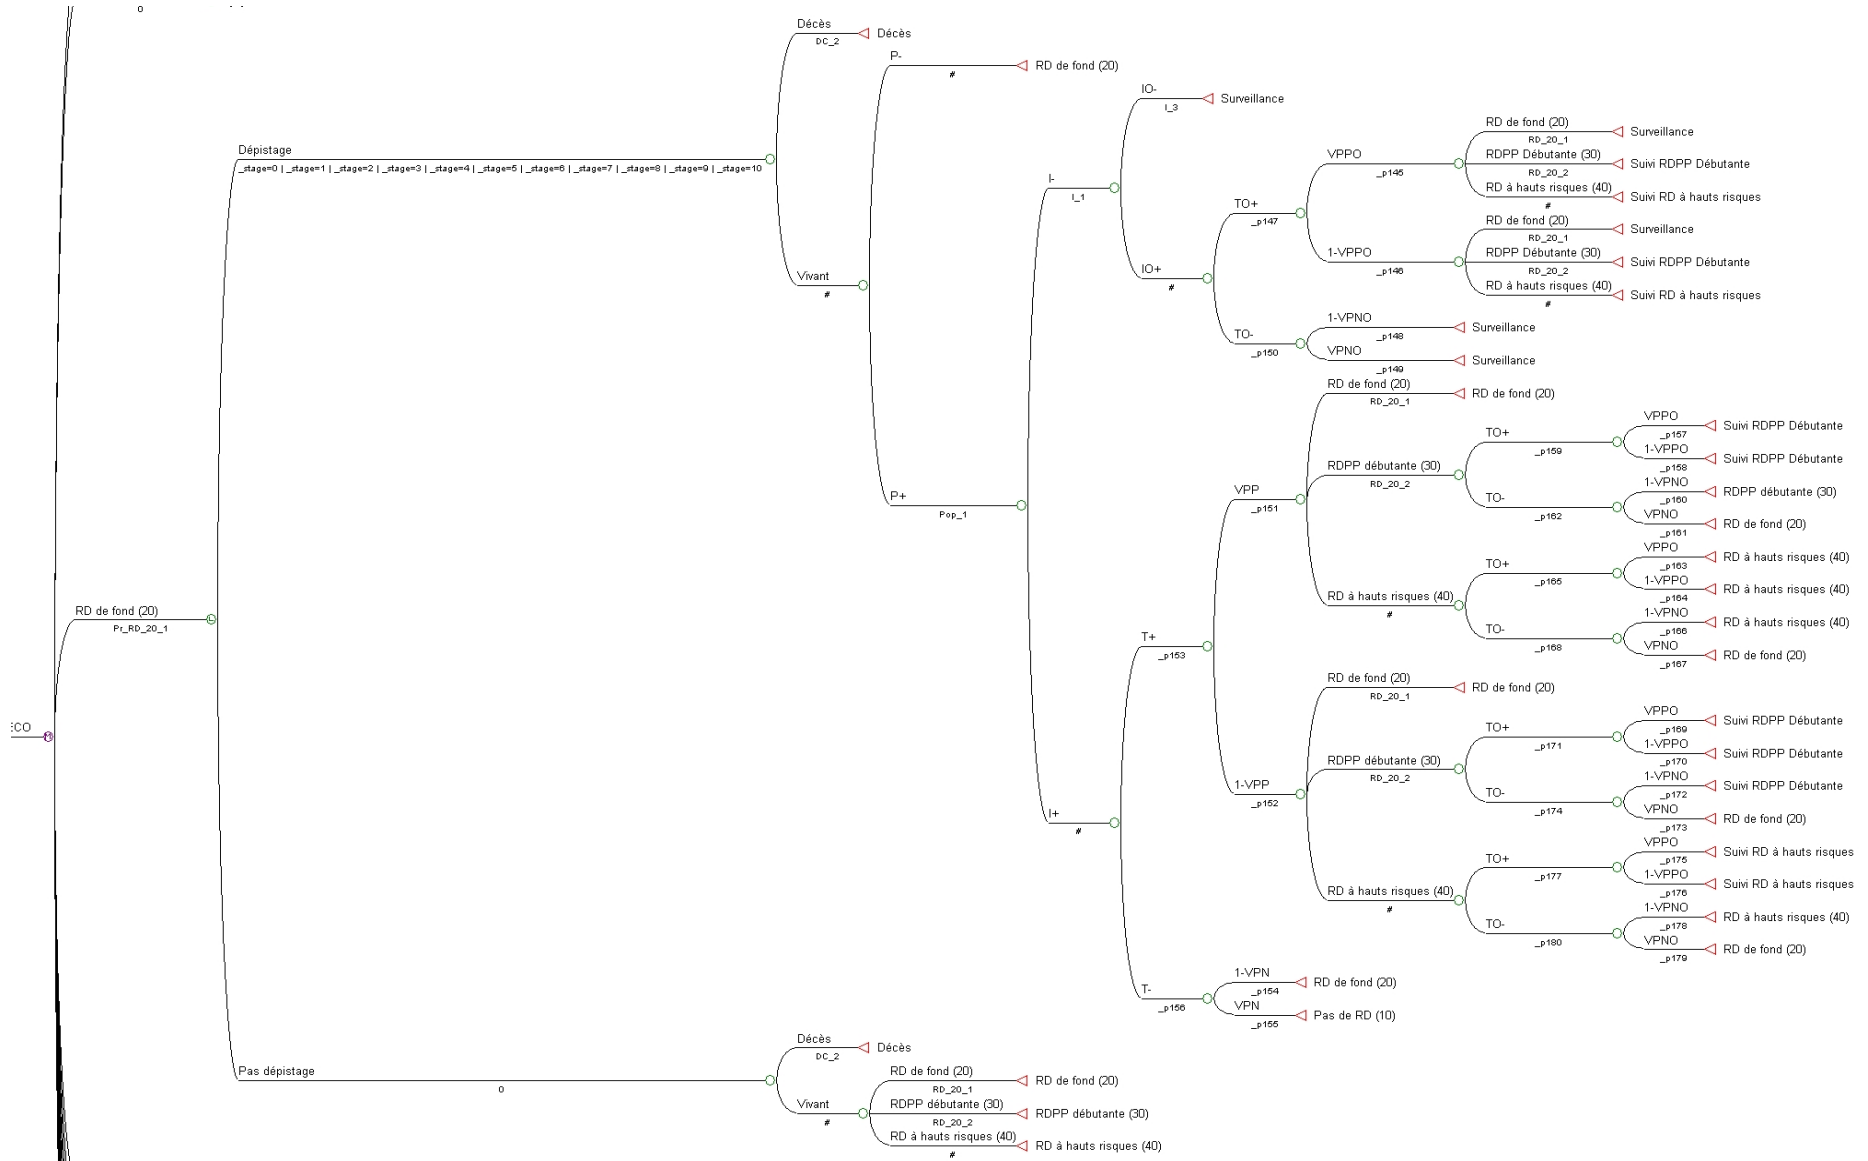 0
Décès
DC_2
Décès
P-
#
RD de fond (20)
IO-
I_3
Surveillance
Dépistage
_stage=0 | _stage=1 | _stage=2 | _stage=3 | _stage=4 | _stage=5 | _stage=6 | _stage=7 | _stage=8 | _stage=9 | _stage=10
RD de fond (20)
RD_20_1
Surveillance
VPPO
_p145
RDPP Débutante (30)
RD_20_2
Suivi RDPP Débutante
RD à hauts risques (40)
#
Suivi RD à hauts risques
I-
I_1
TO+
_p147
RD de fond (20)
RD_20_1
Surveillance
1-VPPO
_p146
RDPP Débutante (30)
RD_20_2
Suivi RDPP Débutante
RD à hauts risques (40)
#
Suivi RD à hauts risques
Vivant
#
IO+
#
TO-
_p150
1-VPNO
_p148
Surveillance
VPNO
_p149
Surveillance
RD de fond (20)
RD_20_1
RD de fond (20)
VPPO
_p157
Suivi RDPP Débutante
TO+
_p159
1-VPPO
_p158
Suivi RDPP Débutante
RDPP débutante (30)
RD_20_2
VPP
_p151
1-VPNO
_p160
RDPP débutante (30)
TO-
_p162
VPNO
_p161
RD de fond (20)
P+
Pop_1
VPPO
_p163
RD à hauts risques (40)
TO+
_p165
1-VPPO
_p164
RD à hauts risques (40)
RD à hauts risques (40)
#
1-VPNO
_p166
RD à hauts risques (40)
TO-
_p168
VPNO
_p167
RD de fond (20)
RD de fond (20)
Pr_RD_20_1
T+
_p153
RD de fond (20)
RD_20_1
RD de fond (20)
VPPO
_p169
Suivi RDPP Débutante
TO+
_p171
1-VPPO
_p170
Suivi RDPP Débutante
ECO
M
RDPP débutante (30)
RD_20_2
1-VPP
_p152
1-VPNO
_p172
Suivi RDPP Débutante
TO-
_p174
VPNO
_p173
RD de fond (20)
I+
#
VPPO
_p175
Suivi RD à hauts risques
TO+
_p177
1-VPPO
_p176
Suivi RD à hauts risques
RD à hauts risques (40)
#
1-VPNO
_p178
RD à hauts risques (40)
TO-
_p180
VPNO
_p179
RD de fond (20)
T-
_p156
1-VPN
_p154
RD de fond (20)
VPN
_p155
Pas de RD (10)
Pas dépistage
0
Décès
DC_2
Décès
RD de fond (20)
RD_20_1
RD de fond (20)
Vivant
#
RDPP débutante (30)
RD_20_2
RDPP débutante (30)
RD à hauts risques (40)
#
RD à hauts risques (40)